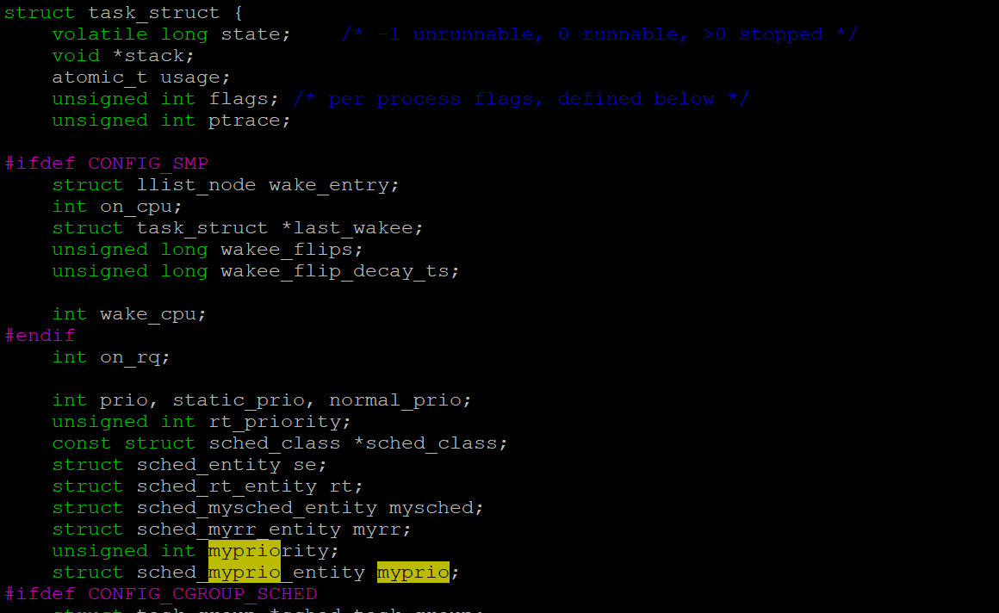 struct task_struct {
    volatile long state;    /* -1 unrunnable, 0 runnable, >0 stopped */
    void *stack;
    atomic_t usage;
    unsigned int flags; /* per process flags, defined below */
    unsigned int ptrace;

#ifdef CONFIG_SMP
    struct llist_node wake_entry;
    int on_cpu;
    struct task_struct *last_wakee;
    unsigned long wakee_flips;
    unsigned long wakee_flip_decay_ts;

    int wake_cpu;
#endif
    int on_rq;

    int prio, static_prio, normal_prio;
    unsigned int rt_priority;
    const struct sched_class *sched_class;
    struct sched_entity se;
    struct sched_rt_entity rt;
    struct sched_mysched_entity mysched;
    struct sched_myrr_entity myrr;
    unsigned int mypriority;
    struct sched_myprio_entity myprio;
#ifdef CONFIG_CGROUP_SCHED
    struct task_group *sched_task_group;